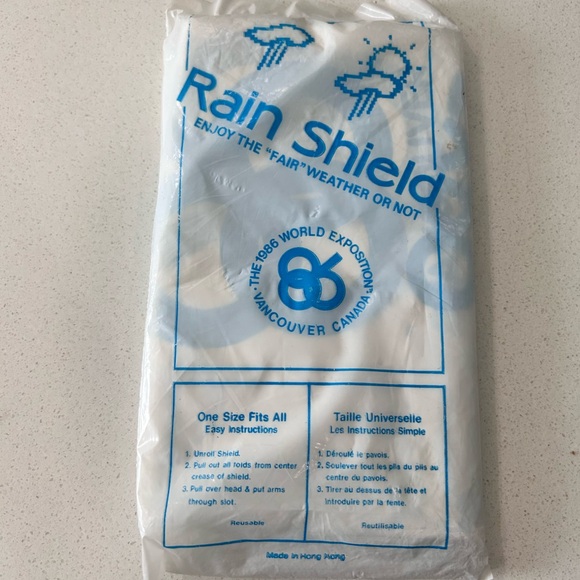 Rain Shield
ENJOY THE "FAIR" WEATHER OR NOT
· THE 1986 WORLD EXPOSITION ·
86
VANCOUVER CANADA
One Size Fits All
Easy Instructions
1. Unroll Shield.
2. Pull out all folds from center
crease of shield.
3. Pull over head & put arms
through slot.
Reusable
Taille Universelle
Les Instructions Simple
1. Déroulé le pavois.
2. Soulever tout les plis du plis au
centre du pavois.
3. Tirer au dessus de la tête et
introduire par la fente.
Reutilisable
Made in Hong Kong